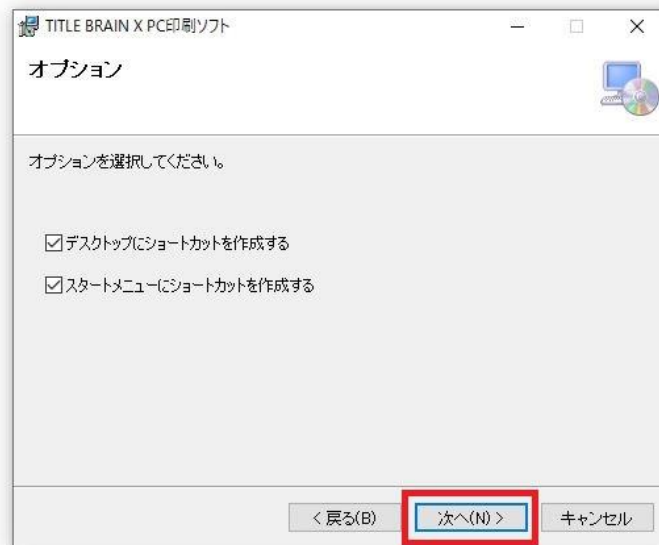 TITLE BRAIN X PC印刷ソフト
オプション
オプションを選択してください。
デスクトップにショートカットを作成する
スタートメニューにショートカットを作成する
< 戻る(B) 次へ(N) > キャンセル